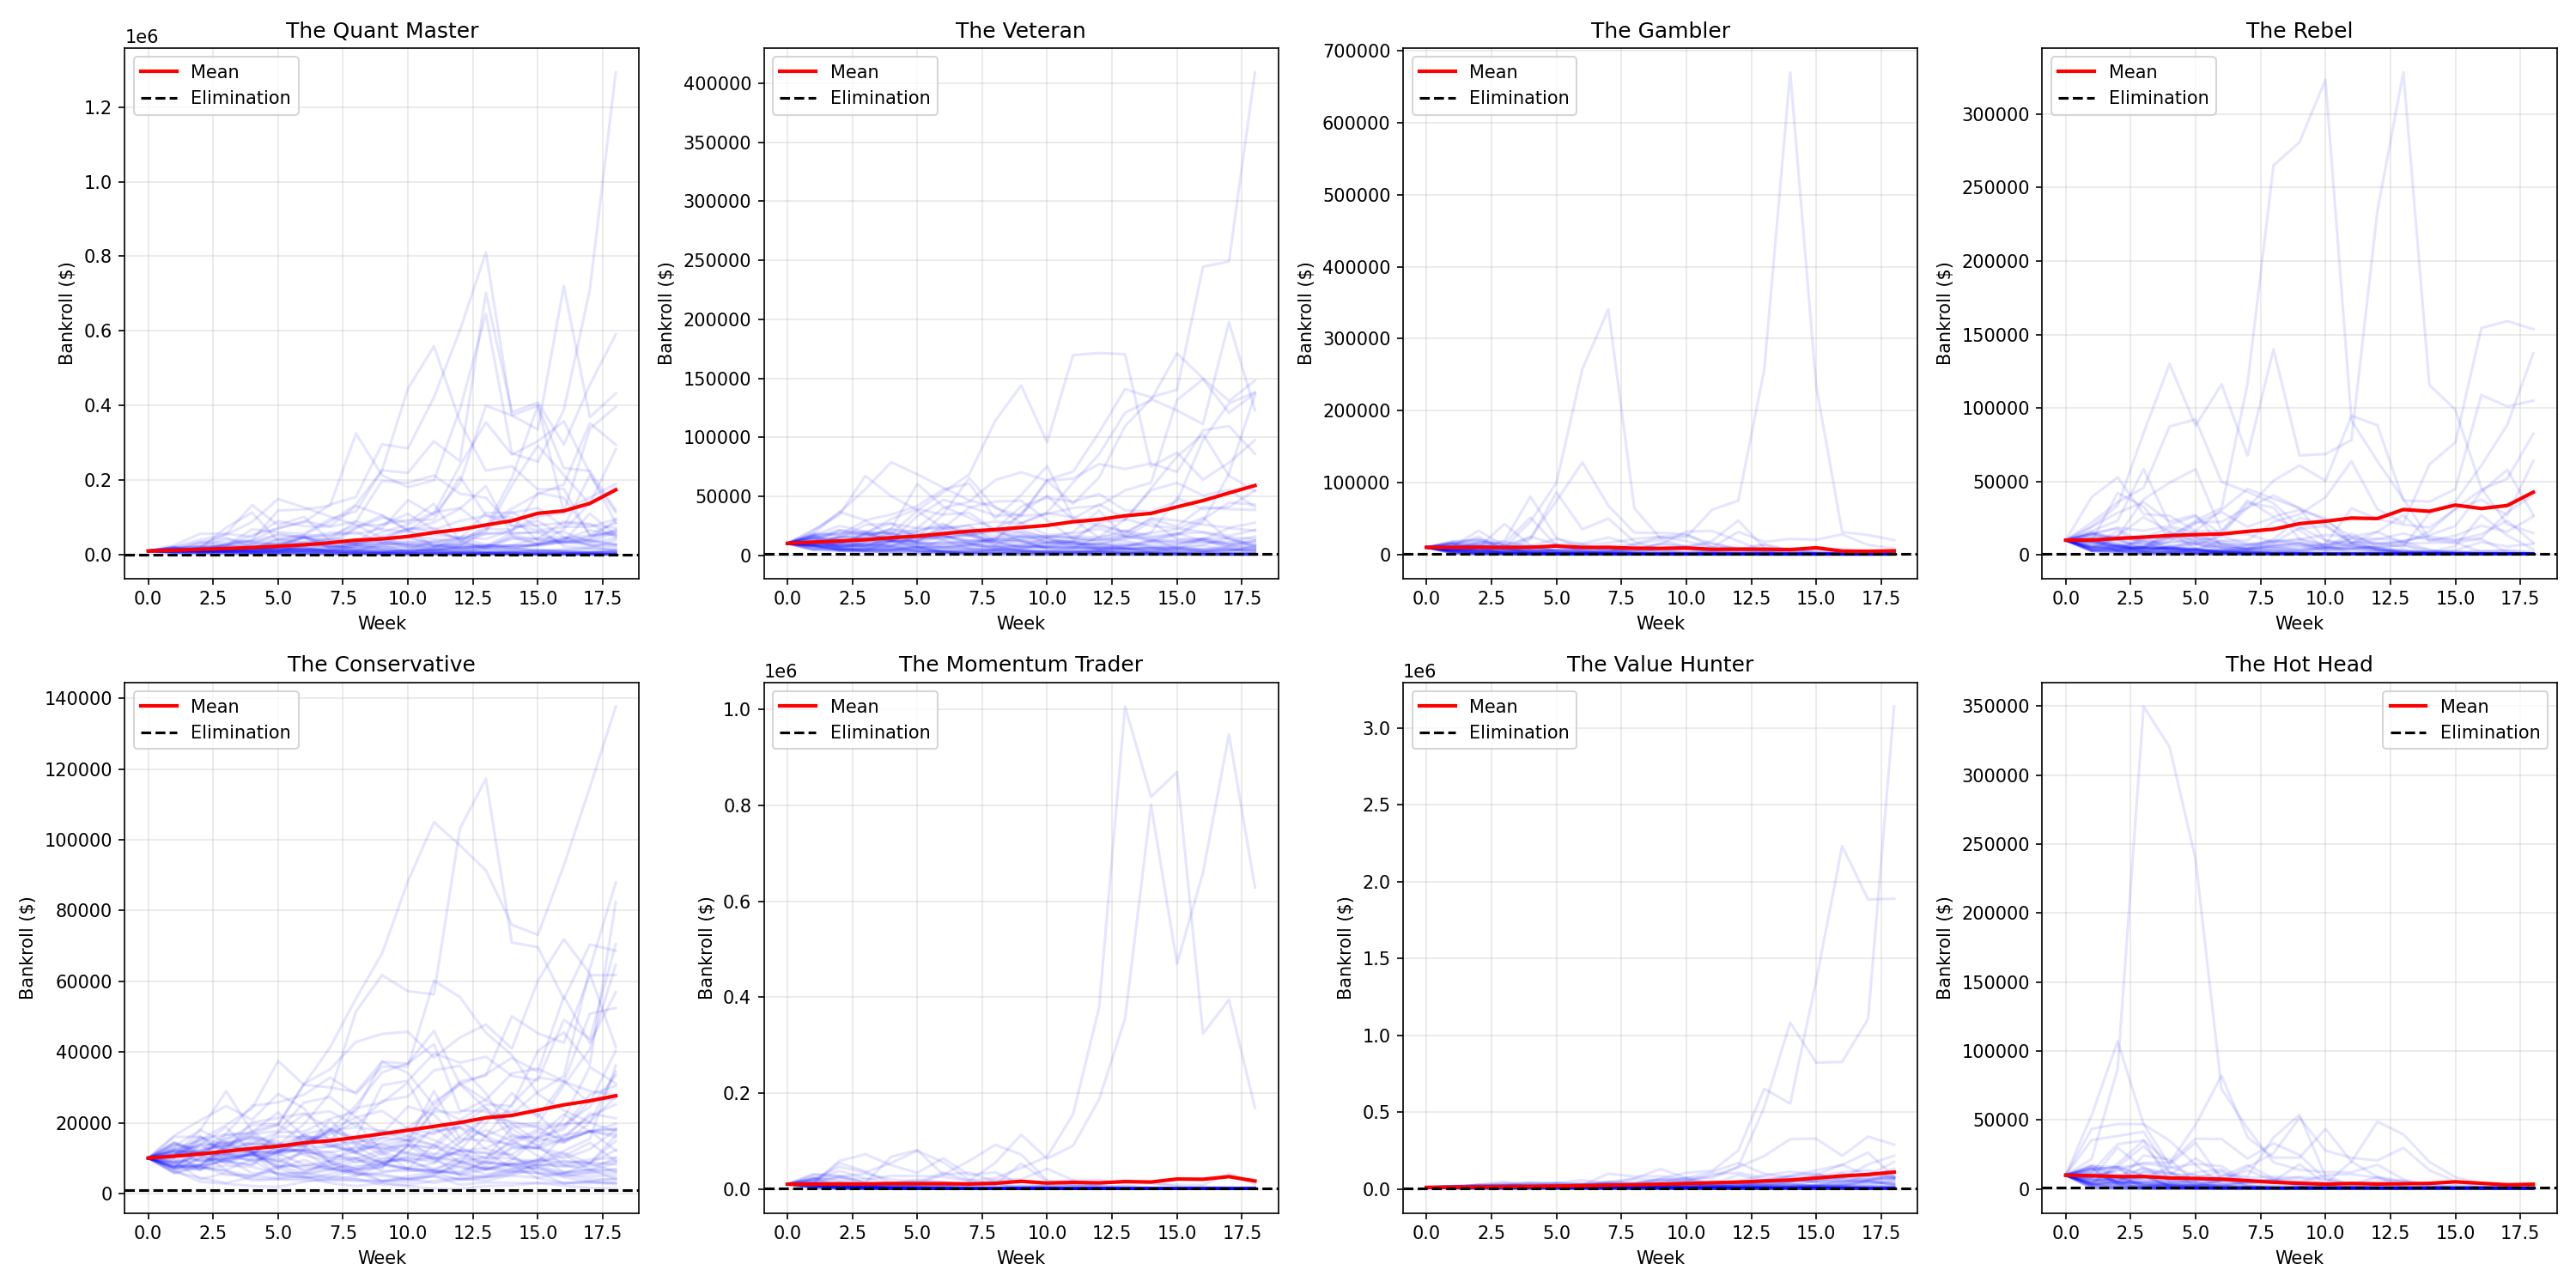 The Quant Master
1e6
Mean
Elimination
1.2
1.0
0.8
0.6
0.4
0.2
0.0
Bankroll ($)
0.0 2.5 5.0 7.5 10.0 12.5 15.0 17.5
Week
The Veteran
Mean
Elimination
400000
350000
300000
250000
200000
150000
100000
50000
0
Bankroll ($)
0.0 2.5 5.0 7.5 10.0 12.5 15.0 17.5
Week
The Gambler
Mean
Elimination
700000
600000
500000
400000
300000
200000
100000
0
Bankroll ($)
0.0 2.5 5.0 7.5 10.0 12.5 15.0 17.5
Week
The Rebel
Mean
Elimination
300000
250000
200000
150000
100000
50000
0
Bankroll ($)
0.0 2.5 5.0 7.5 10.0 12.5 15.0 17.5
Week
The Conservative
Mean
Elimination
140000
120000
100000
80000
60000
40000
20000
0
Bankroll ($)
0.0 2.5 5.0 7.5 10.0 12.5 15.0 17.5
Week
The Momentum Trader
1e6
Mean
Elimination
1.0
0.8
0.6
0.4
0.2
0.0
Bankroll ($)
0.0 2.5 5.0 7.5 10.0 12.5 15.0 17.5
Week
The Value Hunter
1e6
Mean
Elimination
3.0
2.5
2.0
1.5
1.0
0.5
0.0
Bankroll ($)
0.0 2.5 5.0 7.5 10.0 12.5 15.0 17.5
Week
The Hot Head
Mean
Elimination
350000
300000
250000
200000
150000
100000
50000
0
Bankroll ($)
0.0 2.5 5.0 7.5 10.0 12.5 15.0 17.5
Week